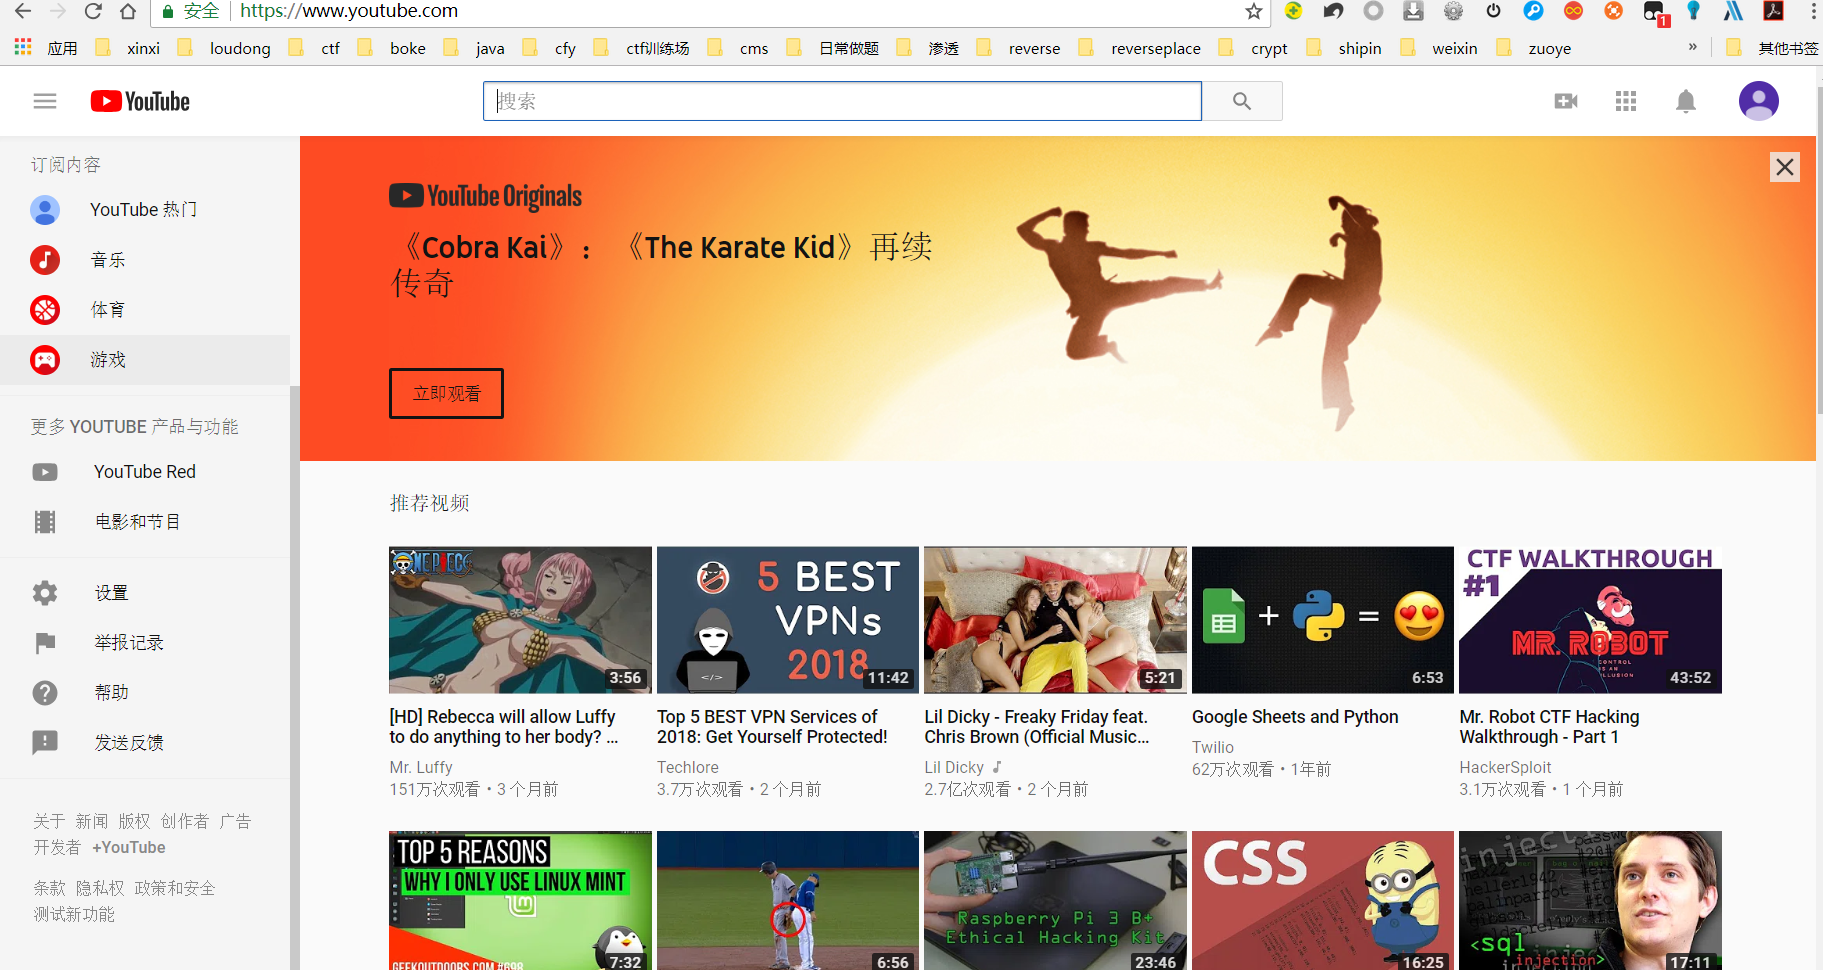 安全 https://www.youtube.com
1
应用 xinxi loudong ctf boke java cfy ctf训练场 cms 日常做题 渗透 reverse reverseplace crypt shipin weixin zuoye » 其他书签
YouTube
搜索
订阅内容
YouTube 热门
音乐
体育
游戏
更多 YOUTUBE 产品与功能
YouTube Red
电影和节目
设置
举报记录
帮助
发送反馈
关于 新闻 版权 创作者 广告
开发者 +YouTube
条款 隐私权 政策和安全
测试新功能
YouTube Originals
《Cobra Kai》：《The Karate Kid》再续
传奇
立即观看
推荐视频
ONE PIECE
3:56
[HD] Rebecca will allow Luffy
to do anything to her body? ...
Mr. Luffy
151万次观看 • 3 个月前
5 BEST
VPNs
2018
</>
11:42
Top 5 BEST VPN Services of
2018: Get Yourself Protected!
Techlore
3.7万次观看 • 2 个月前
5:21
Lil Dicky - Freaky Friday feat.
Chris Brown (Official Music...
Lil Dicky
2.7亿次观看 • 2 个月前
+ =
6:53
Google Sheets and Python
Twilio
62万次观看 • 1年前
CTF WALKTHROUGH
#1
MR. ROBOT
43:52
Mr. Robot CTF Hacking
Walkthrough - Part 1
HackerSploit
3.1万次观看 • 1 个月前
TOP 5 REASONS
WHY I ONLY USE LINUX MINT
GEEKOUTDOORS.COM #698
7:32
6:56
Raspberry Pi 3 B+
Ethical Hacking Kit
23:46
CSS
16:25
<sql
injection>
17:11